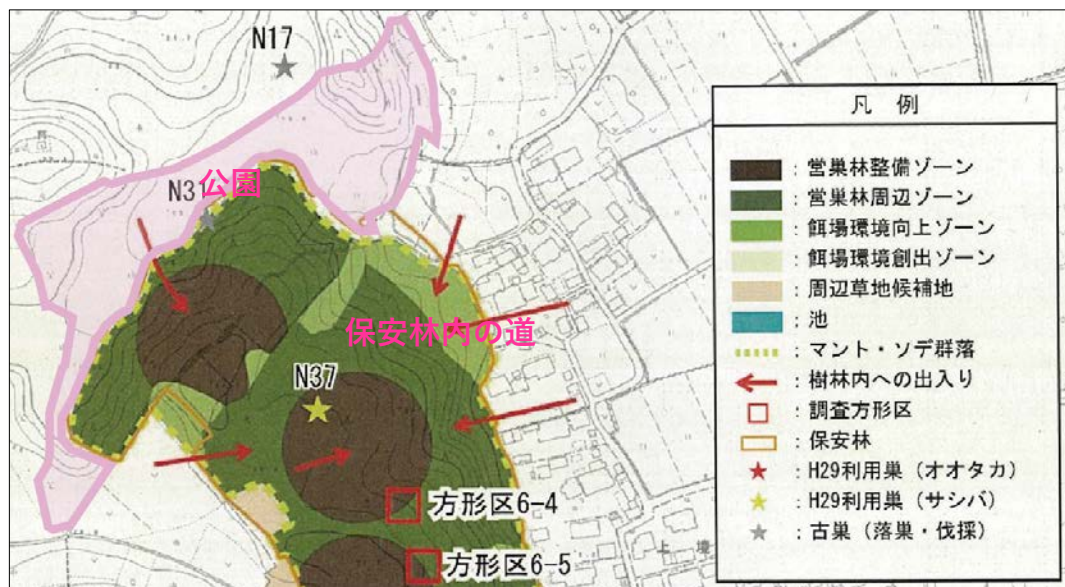 N17
N31
公園
保安林内の道
N37
方形区6-4
方形区6-5
上 境
凡 例
：営巣林整備ゾーン
：営巣林周辺ゾーン
：餌場環境向上ゾーン
：餌場環境創出ゾーン
：周辺草地候補地
：池
：マント・ソデ群落
：樹林内への出入り
：調査方形区
：保安林
：H29利用巣（オオタカ）
：H29利用巣（サシバ）
：古巣（落巣・伐採）